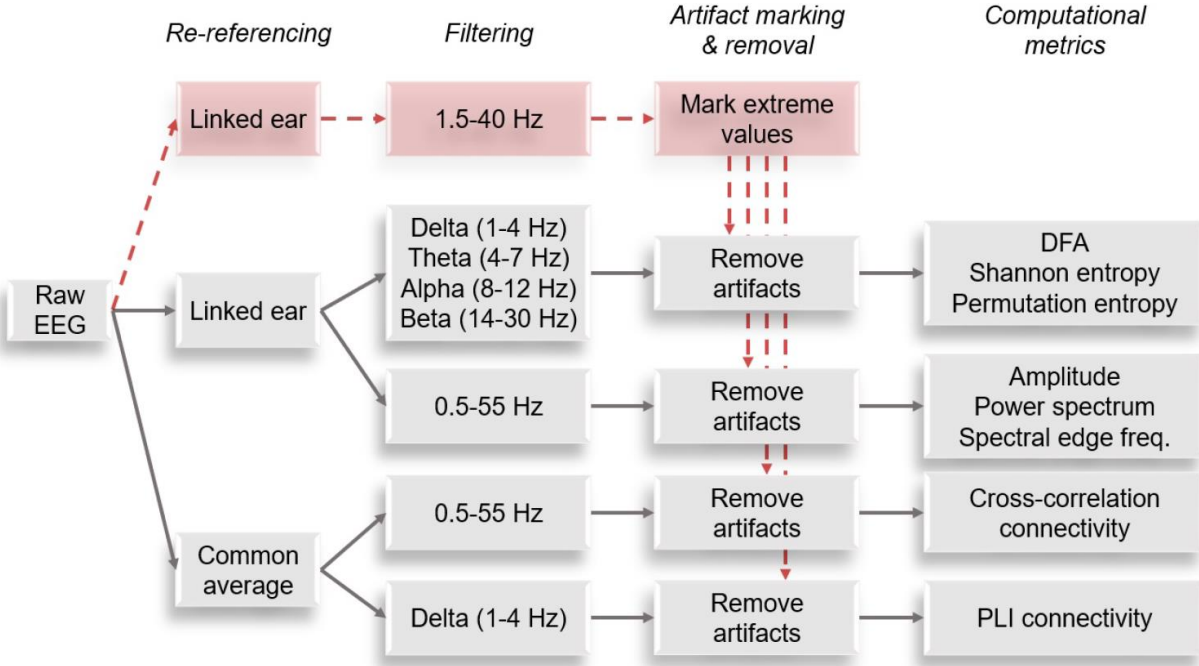 Re-referencing
Filtering
Artifact marking
& removal
Computational
metrics
Linked ear
1.5-40 Hz
Mark extreme
values
Raw
EEG
Linked ear
Delta (1-4 Hz)
Theta (4-7 Hz)
Alpha (8-12 Hz)
Beta (14-30 Hz)
Remove
artifacts
DFA
Shannon entropy
Permutation entropy
0.5-55 Hz
Remove
artifacts
Amplitude
Power spectrum
Spectral edge freq.
Common
average
0.5-55 Hz
Remove
artifacts
Cross-correlation
connectivity
Delta (1-4 Hz)
Remove
artifacts
PLI connectivity